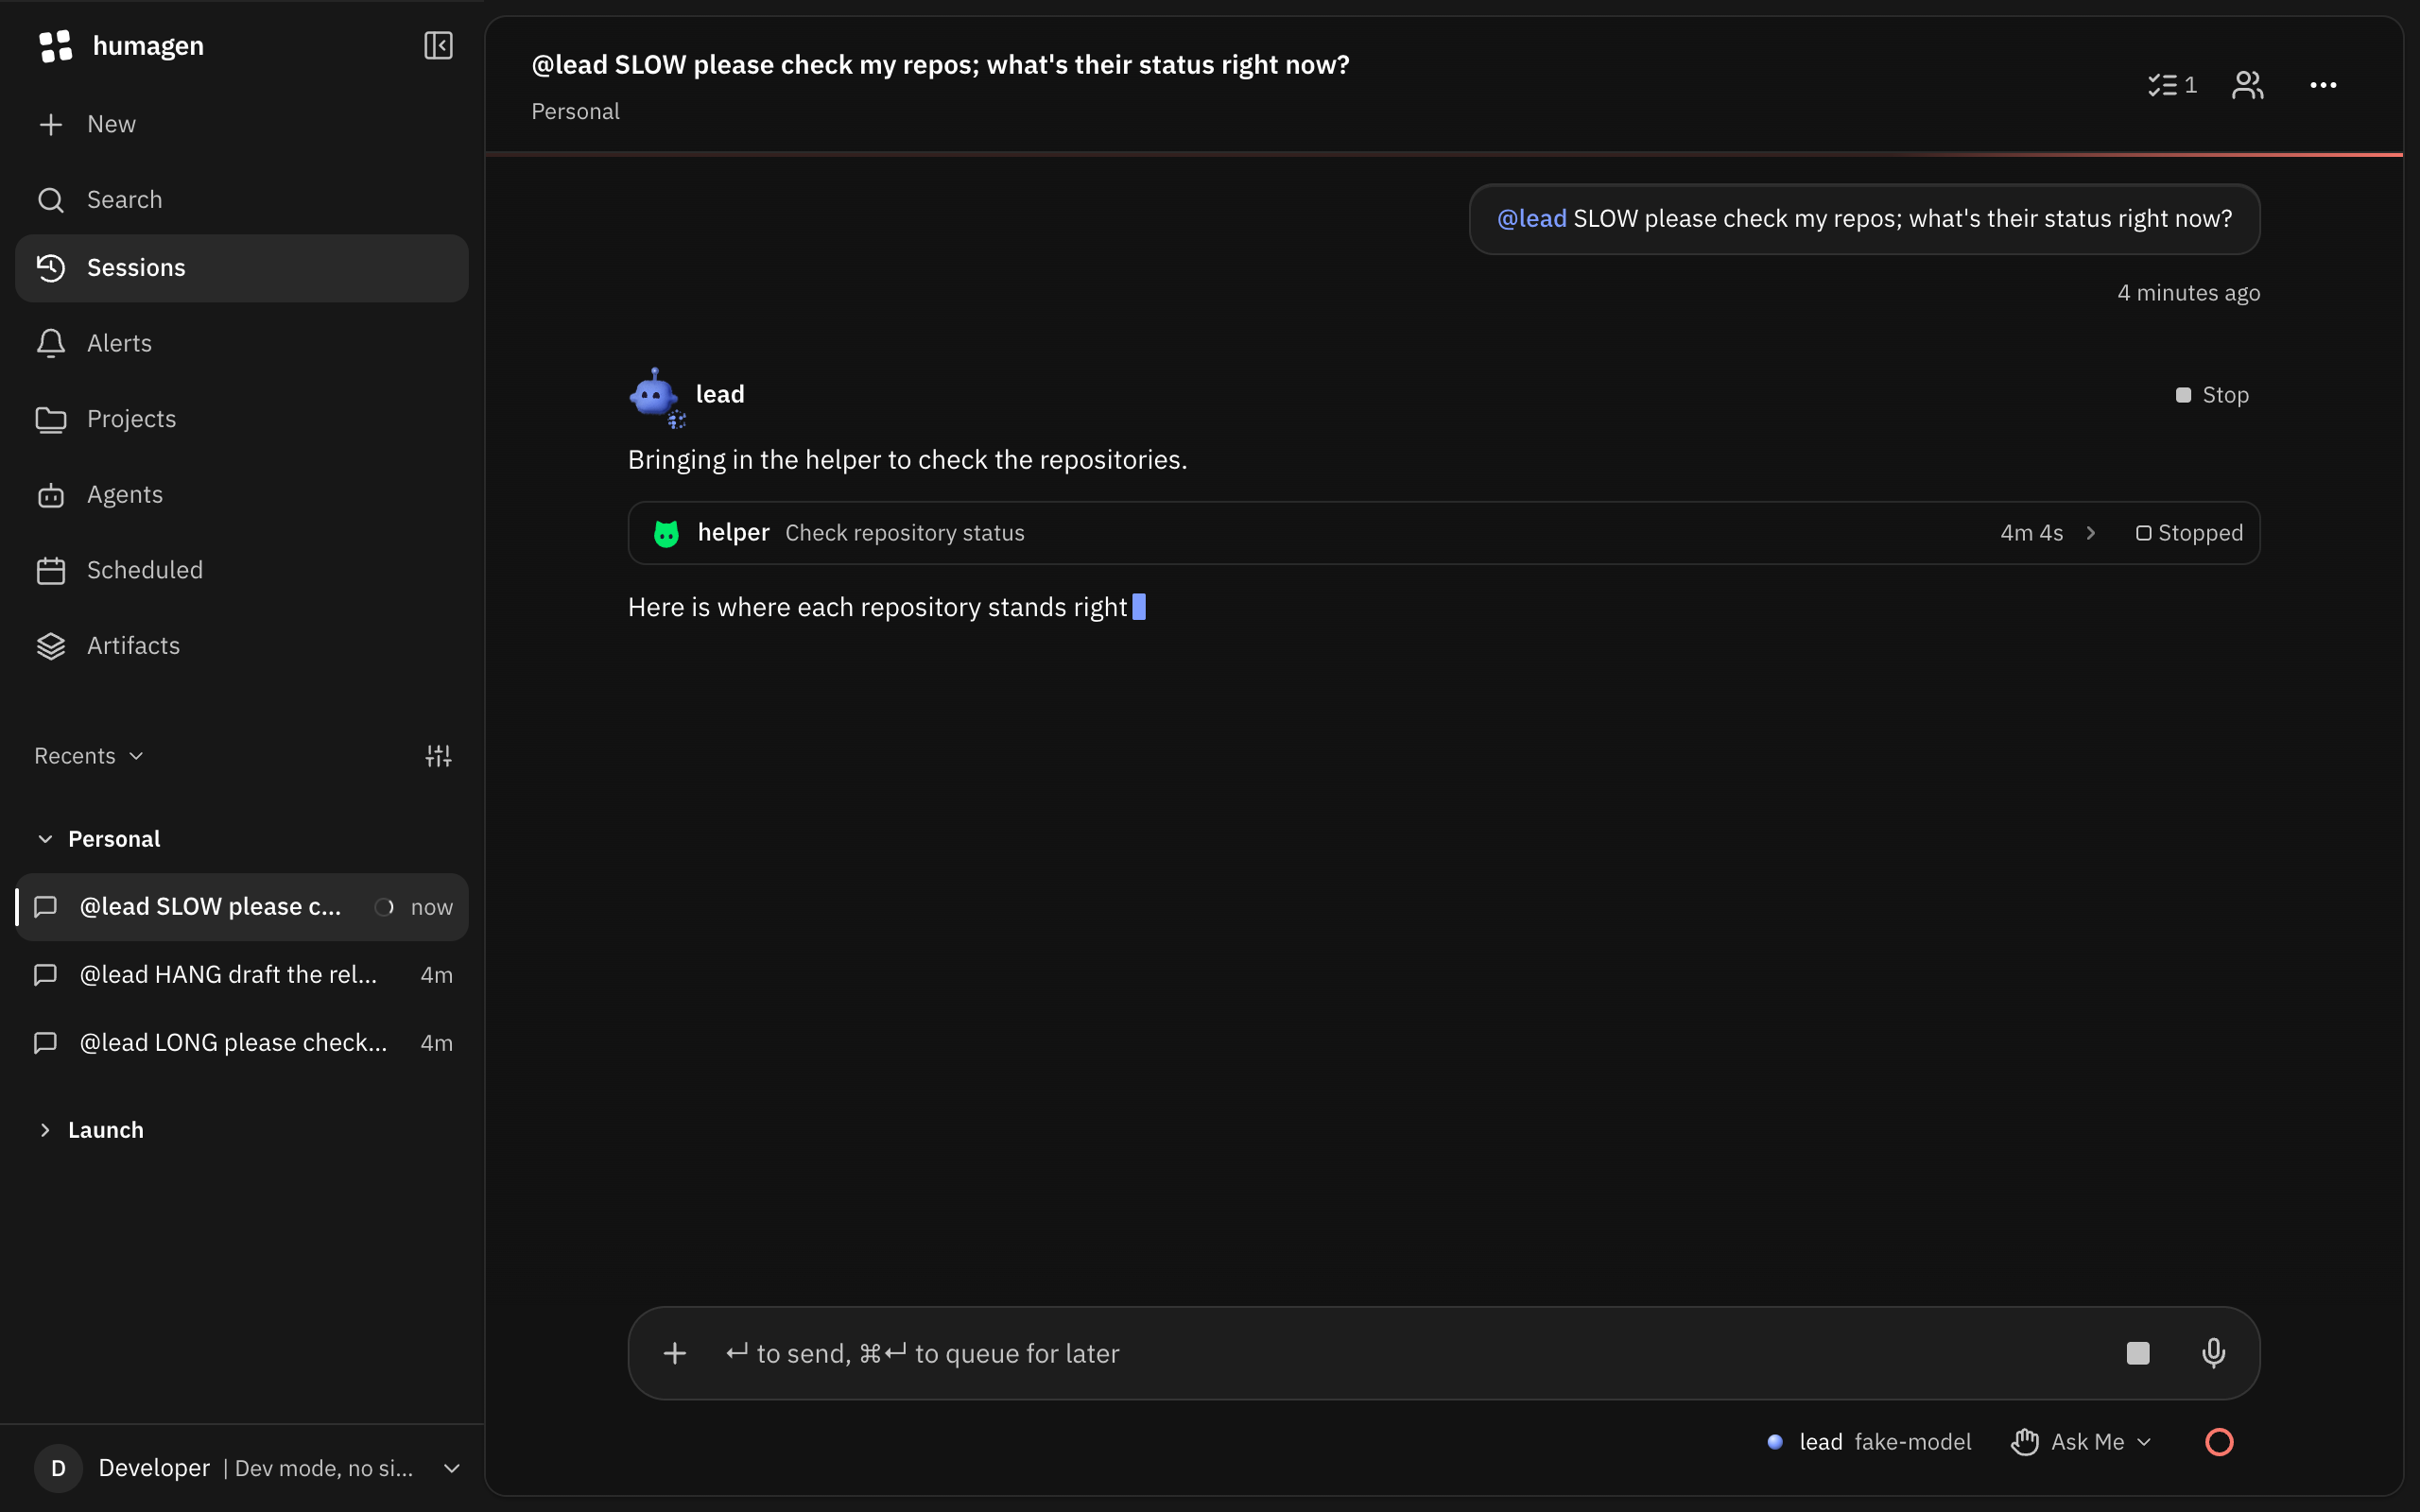 humagen
New
Search
Sessions
Alerts
Projects
Agents
Scheduled
Artifacts
Recents
Personal
@lead SLOW please c... now
@lead HANG draft the rel... 4m
@lead LONG please check... 4m
Launch
D Developer | Dev mode, no si...
@lead SLOW please check my repos; what's their status right now?
Personal
1
@lead SLOW please check my repos; what's their status right now?
4 minutes ago
lead
Stop
Bringing in the helper to check the repositories.
helper Check repository status 4m 4s Stopped
Here is where each repository stands right
↵ to send, ⌘↵ to queue for later
lead fake-model Ask Me